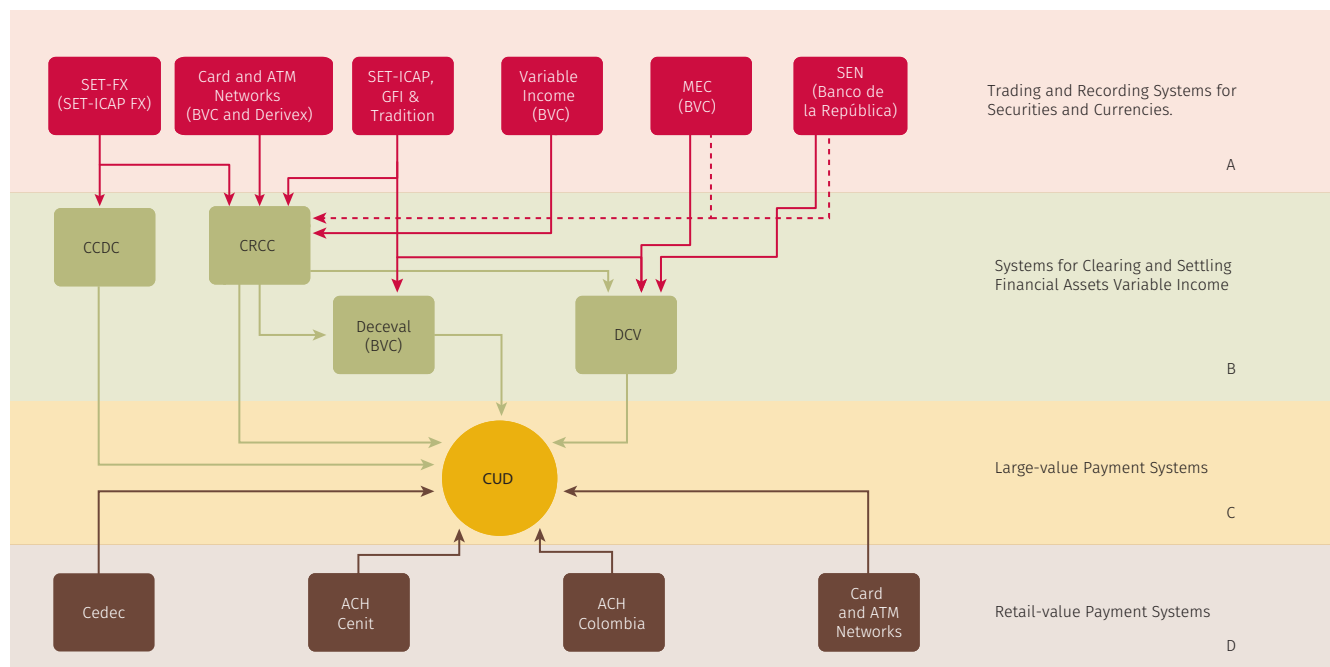 SET-FX
(SET-ICAP FX)
Card and ATM
Networks
(BVC and Derivex)
SET-ICAP,
GFI &
Tradition
Variable
Income
(BVC)
MEC
(BVC)
SEN
(Banco de
la República)
Trading and Recording Systems for
Securities and Currencies.
A
CCDC
CRCC
Deceval
(BVC)
DCV
Systems for Clearing and Settling
Financial Assets Variable Income
B
CUD
Large-value Payment Systems
C
Cedec
ACH
Cenit
ACH
Colombia
Card
and ATM
Networks
Retail-value Payment Systems
D